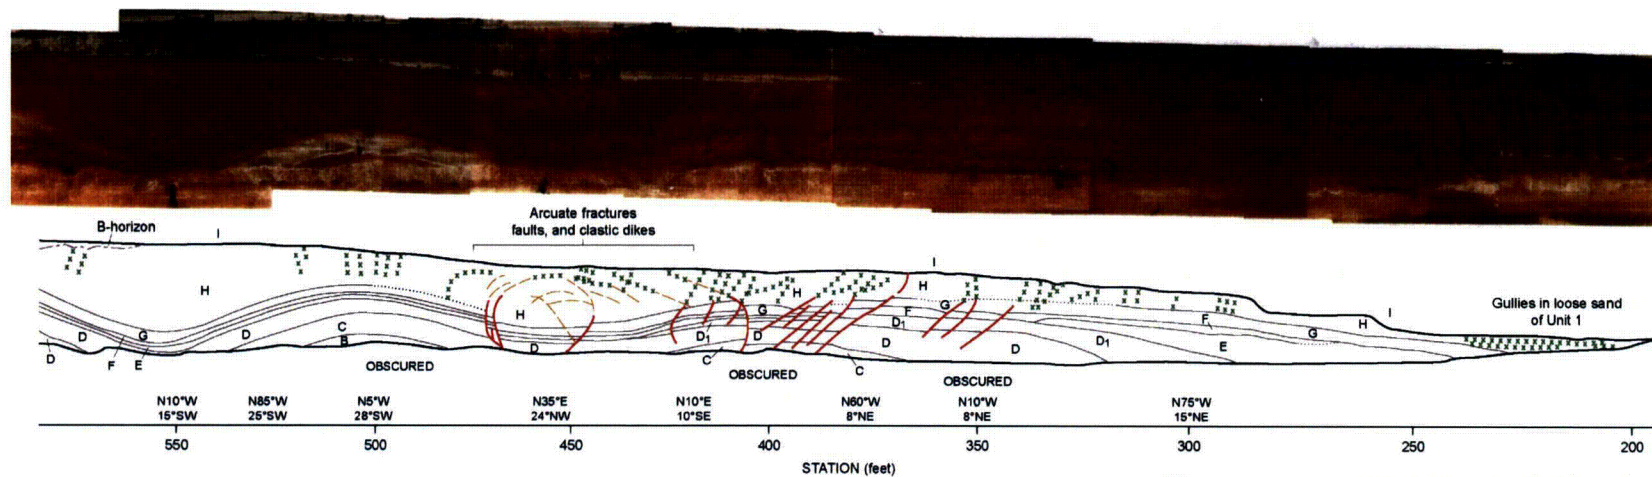 Arcuate fractures
faults, and clastic dikes
B-horizon
I
I
H
H
H
H
I
Gullies in loose sand
of Unit 1
G
F
F
G
H
G
D
C
D1
D
D1
D
B
D
D
D1
E
D
F
E
C
C
D
OBSCURED
OBSCURED
OBSCURED
N10°W N85°W N5°W N35°E N10°E N60°W N10°W N75°W
15°SW 25°SW 28°SW 24°NW 10°SE 8°NE 8°NE 15°NE
550 500 450 400 350 300 250 200
STATION (feet)